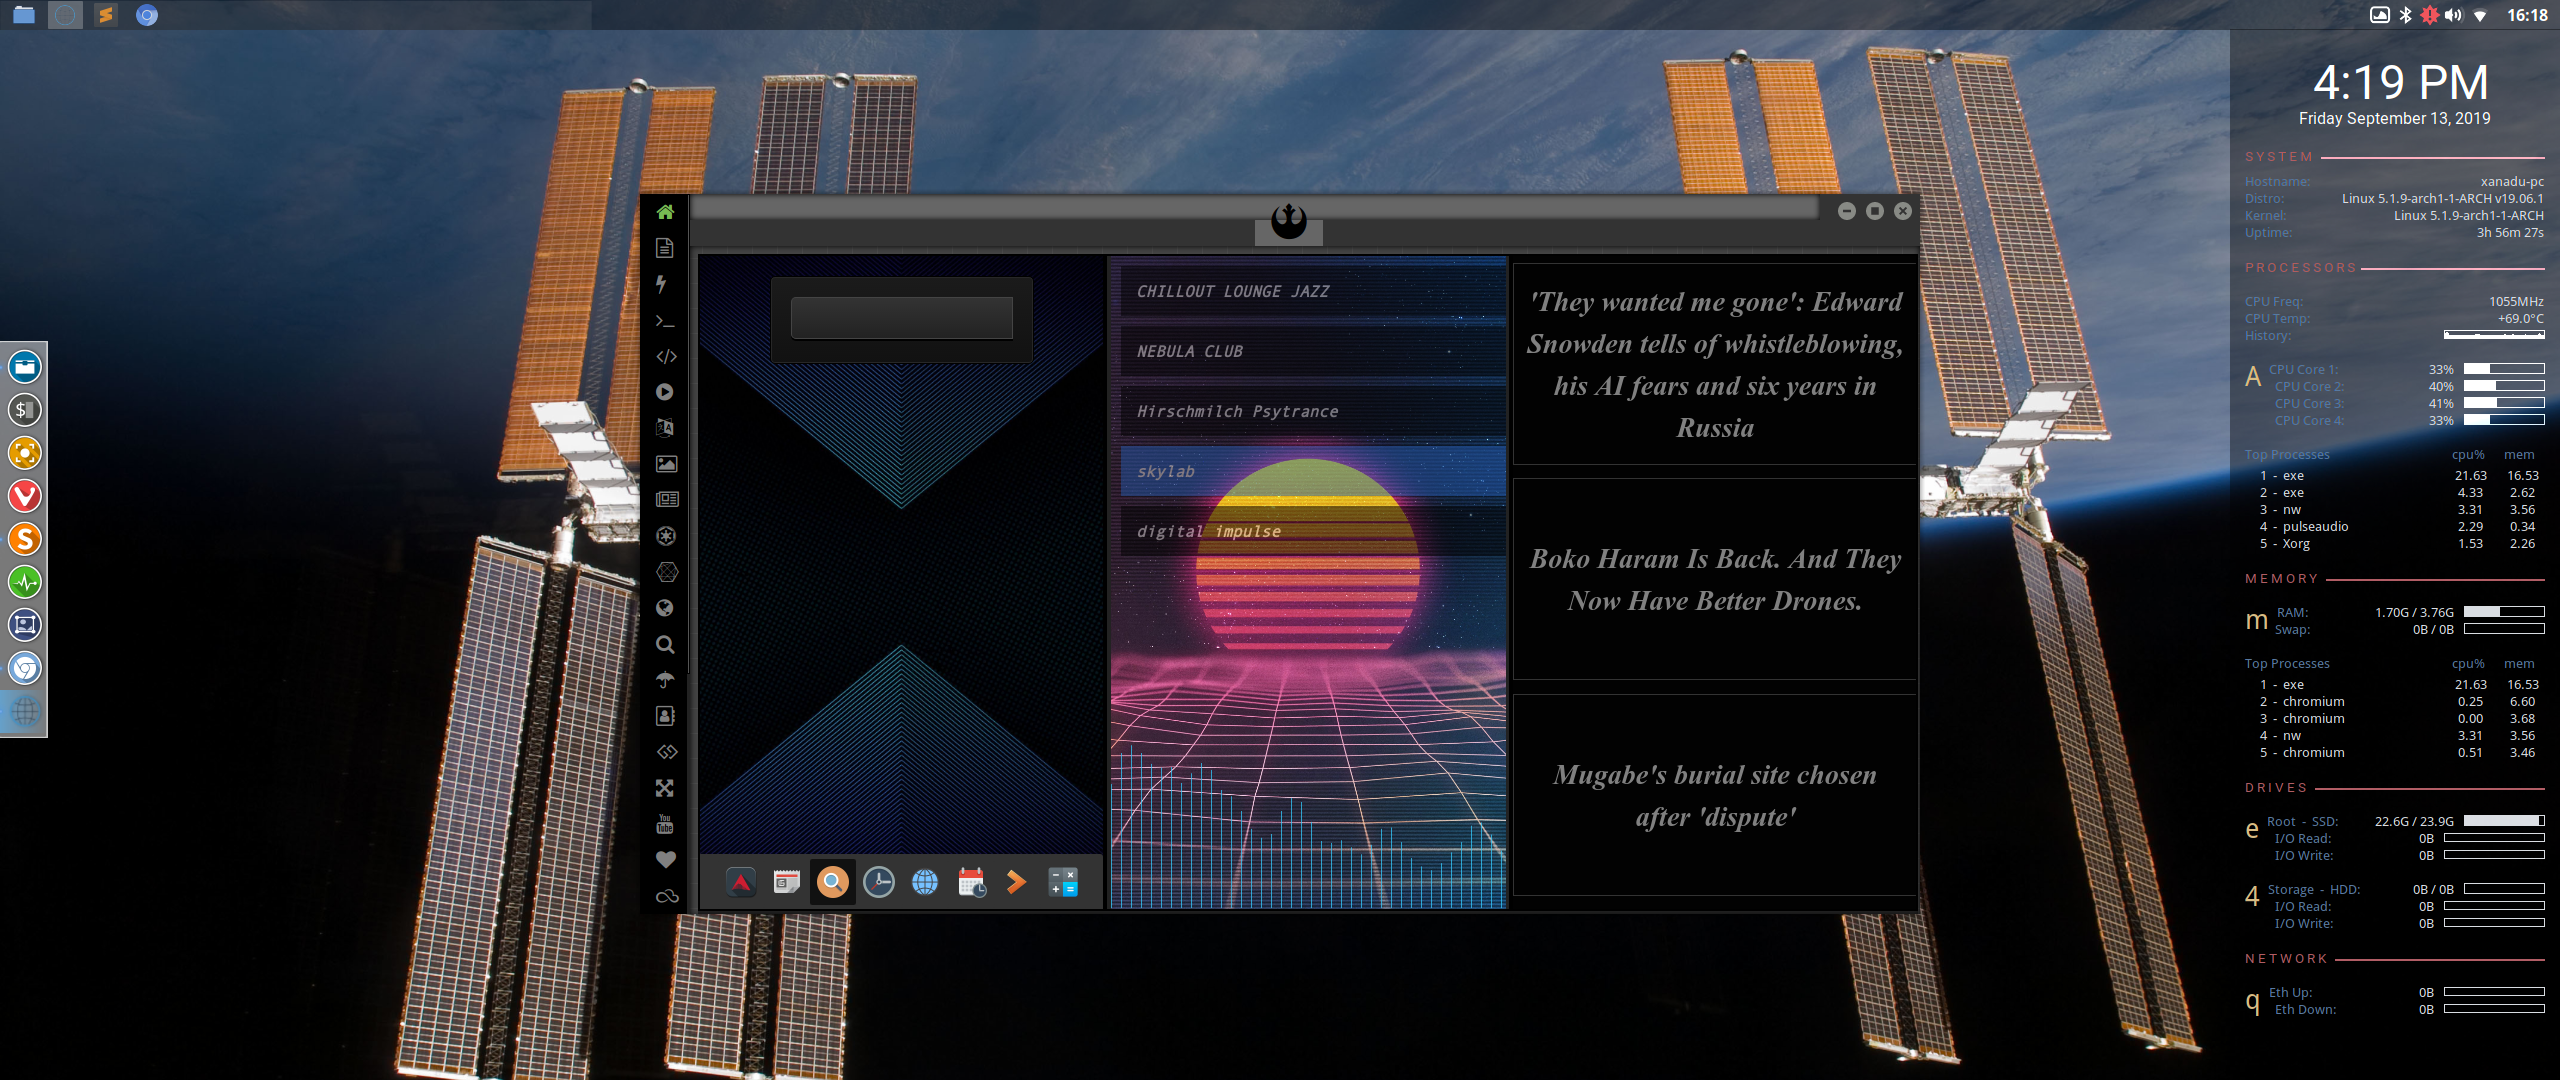 16:18
4:19 PM
Friday September 13, 2019
SYSTEM
Hostname: xanadu-pc
Distro: Linux 5.1.9-arch1-1-ARCH v19.06.1
Kernel: Linux 5.1.9-arch1-1-ARCH
Uptime: 3h 56m 27s
PROCESSORS
CPU Freq: 1055MHz
CPU Temp: +69.0°C
History:
A CPU Core 1: 33%
CPU Core 2: 40%
CPU Core 3: 41%
CPU Core 4: 33%
Top Processes cpu% mem
1 - exe 21.63 16.53
2 - exe 4.33 2.62
3 - nw 3.31 3.56
4 - pulseaudio 2.29 0.34
5 - Xorg 1.53 2.26
MEMORY
m RAM: 1.70G / 3.76G
Swap: 0B / 0B
Top Processes cpu% mem
1 - exe 21.63 16.53
2 - chromium 0.25 6.60
3 - chromium 0.00 3.68
4 - nw 3.31 3.56
5 - chromium 0.51 3.46
DRIVES
e Root - SSD: 22.6G / 23.9G
I/O Read: 0B
I/O Write: 0B
4 Storage - HDD: 0B / 0B
I/O Read: 0B
I/O Write: 0B
NETWORK
q Eth Up: 0B
Eth Down: 0B
CHILLOUT LOUNGE JAZZ
NEBULA CLUB
Hirschmilch Psytrance
skylab
digital impulse
'They wanted me gone': Edward
Snowden tells of whistleblowing,
his AI fears and six years in
Russia
Boko Haram Is Back. And They
Now Have Better Drones.
Mugabe's burial site chosen
after 'dispute'
You
Tube